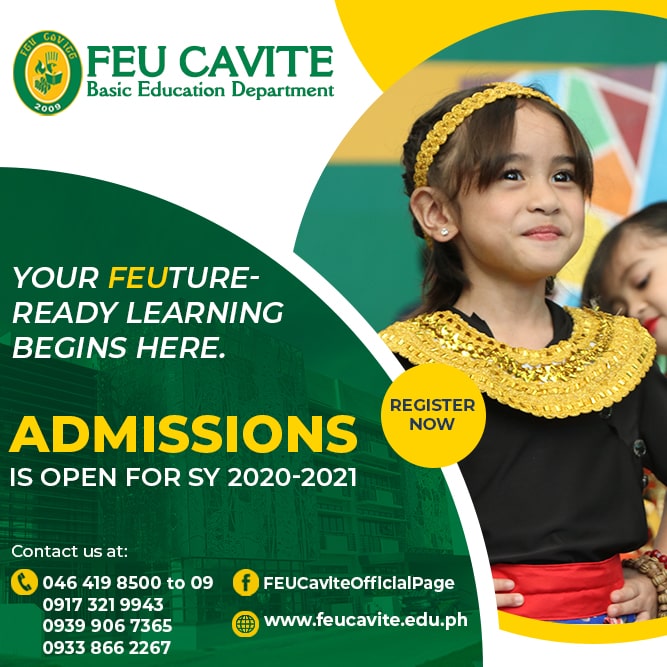 FEU CAVITE
2009
FEU CAVITE
Basic Education Department
YOUR FEUTURE-
READY LEARNING
BEGINS HERE.
REGISTER
NOW
ADMISSIONS
IS OPEN FOR SY 2020-2021
Contact us at:
046 419 8500 to 09
0917 321 9943
0939 906 7365
0933 866 2267
FEUCaviteOfficialPage
www.feucavite.edu.ph